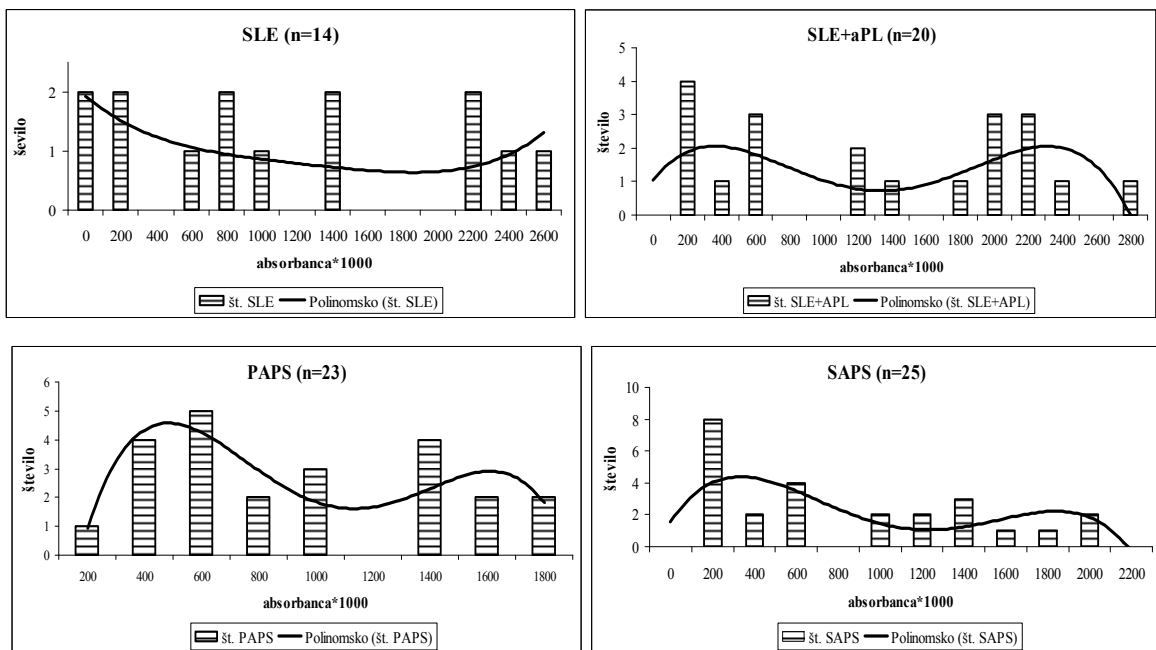 SLE (n=14)
2
1
0
število
0 200 400 600 800 1000 1200 1400 1600 1800 2000 2200 2400 2600
absorbanca*1000
št. SLE Polinomsko (št. SLE)
SLE+aPL (n=20)
5
4
3
2
1
0
število
0 200 400 600 800 1000 1200 1400 1600 1800 2000 2200 2400 2800
absorbanca*1000
št. SLE+APL Polinomsko (št. SLE+APL)
PAPS (n=23)
6
5
4
3
2
1
0
število
200 400 600 800 1000 1200 1400 1600 1800
absorbanca*1000
št. PAPS Polinomsko (št. PAPS)
SAPS (n=25)
10
8
6
4
2
0
število
0 200 400 600 800 1000 1200 1400 1600 1800 2000 2200
absorbanca*1000
št. SAPS Polinomsko (št. SAPS)